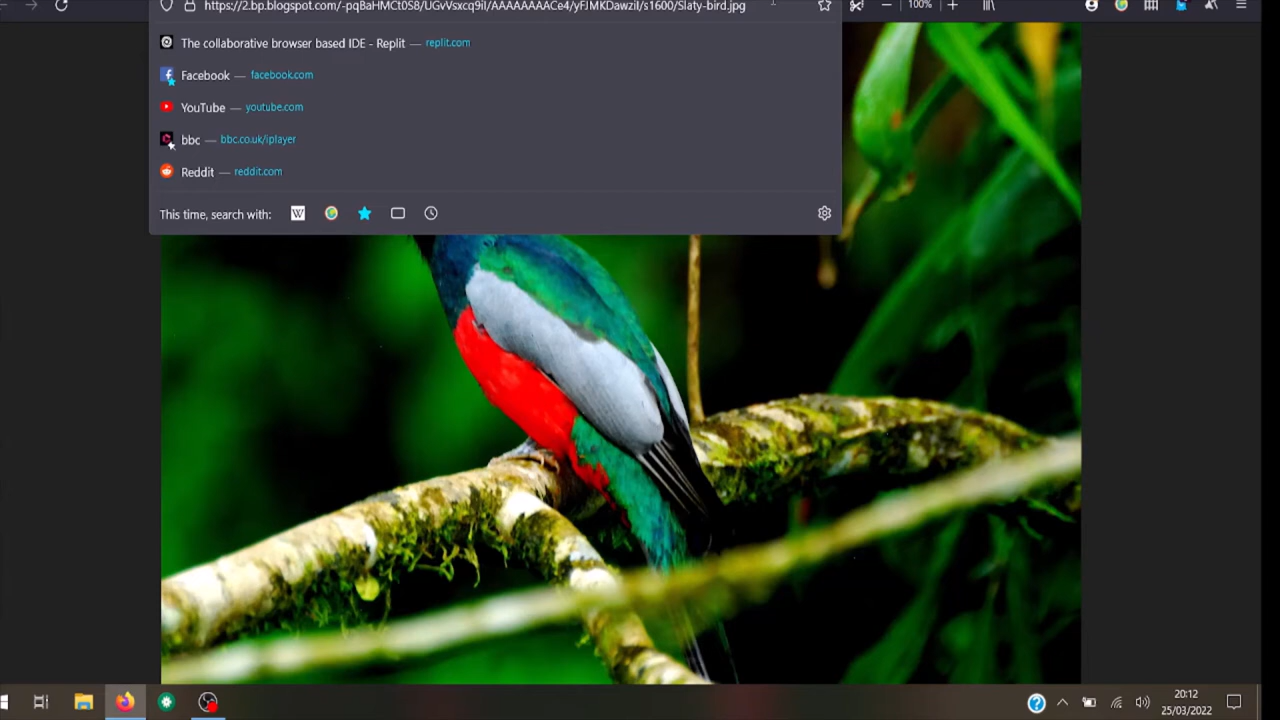 https://2.bp.blogspot.com/-pqBaHMCt0S8/UGvVsxcq9iI/AAAAAAAACe4/yFJMKDawziI/s1600/Slaty-bird.jpg
100%
The collaborative browser based IDE - Replit — replit.com
Facebook — facebook.com
YouTube — youtube.com
bbc — bbc.co.uk/iplayer
Reddit — reddit.com
This time, search with:
W
20:12
25/03/2022